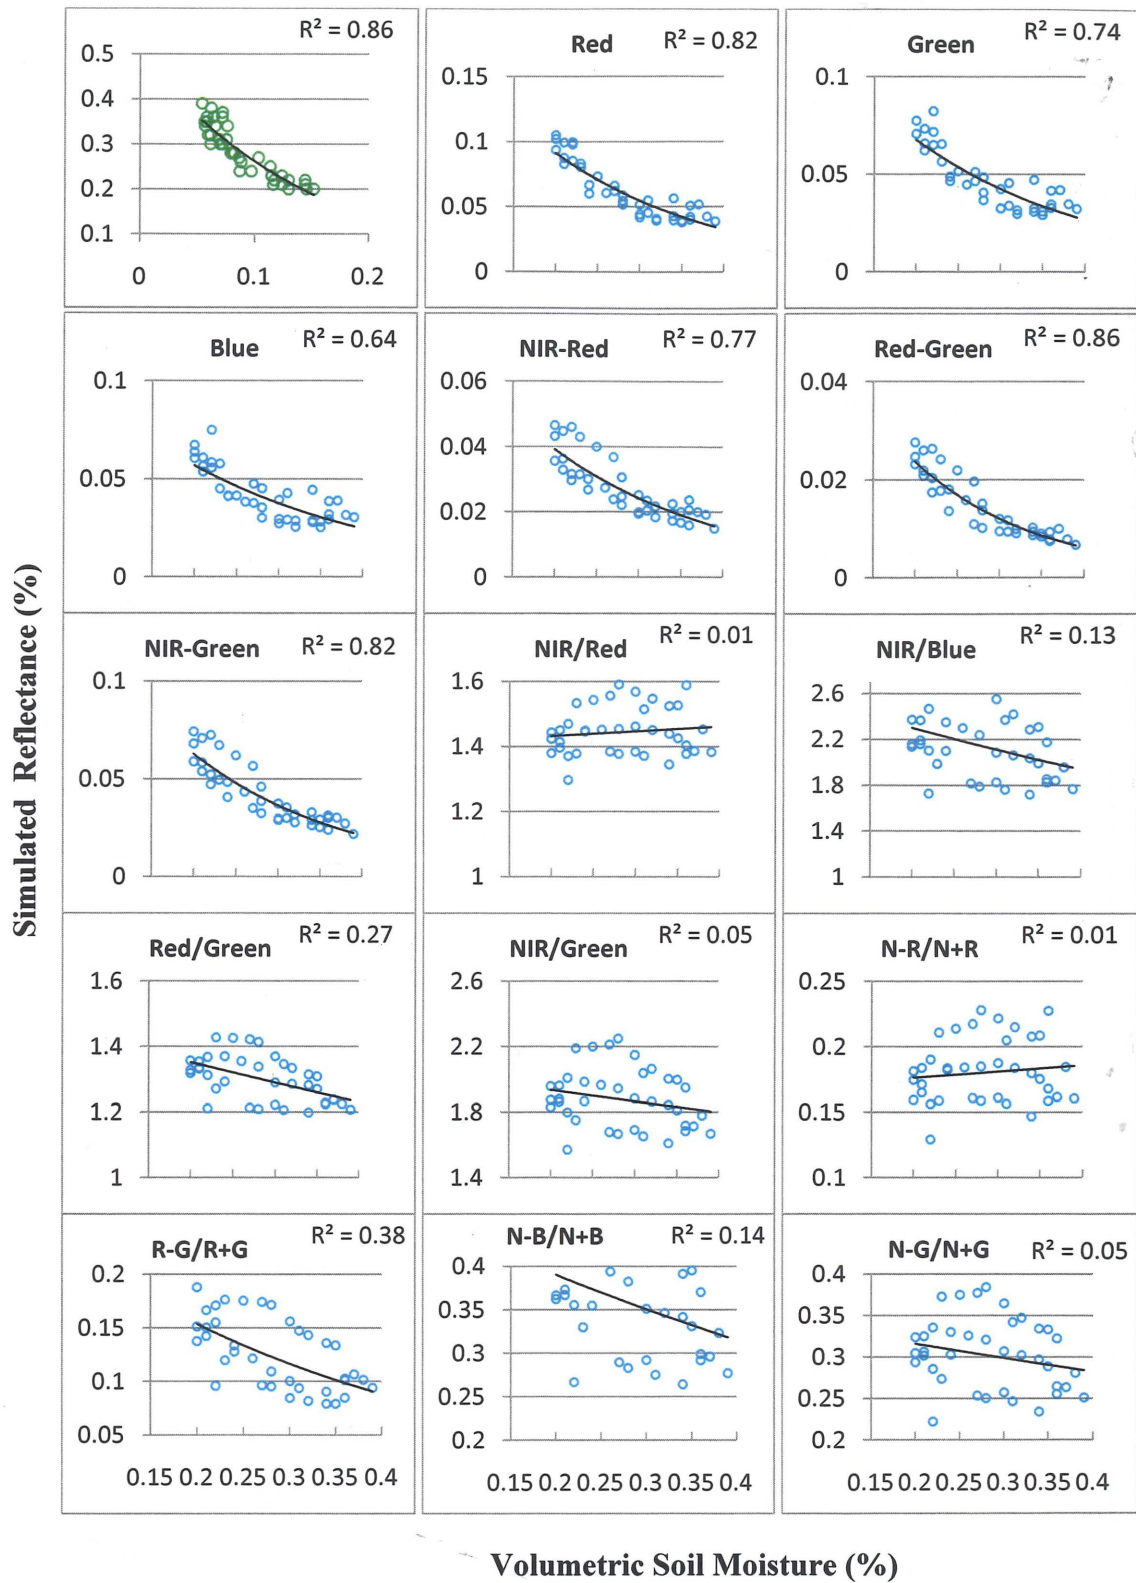 R² = 0.86
0.5
0.4
0.3
0.2
0.1
0 0.1 0.2
Red R² = 0.82
0.15
0.1
0.05
0
Green R² = 0.74
0.1
0.05
0
Blue R² = 0.64
0.1
0.05
0
NIR-Red R² = 0.77
0.06
0.04
0.02
0
Red-Green R² = 0.86
0.04
0.02
0
NIR-Green R² = 0.82
0.1
0.05
0
NIR/Red R² = 0.01
1.6
1.4
1.2
1
NIR/Blue R² = 0.13
2.6
2.2
1.8
1.4
1
Red/Green R² = 0.27
1.6
1.4
1.2
1
NIR/Green R² = 0.05
2.6
2.2
1.8
1.4
N-R/N+R R² = 0.01
0.25
0.2
0.15
0.1
R-G/R+G R² = 0.38
0.2
0.15
0.1
0.05
0.15 0.2 0.25 0.3 0.35 0.4
N-B/N+B R² = 0.14
0.4
0.35
0.3
0.25
0.2
0.15 0.2 0.25 0.3 0.35 0.4
N-G/N+G R² = 0.05
0.4
0.35
0.3
0.25
0.2
0.15 0.2 0.25 0.3 0.35 0.4
Simulated Reflectance (%)
Volumetric Soil Moisture (%)